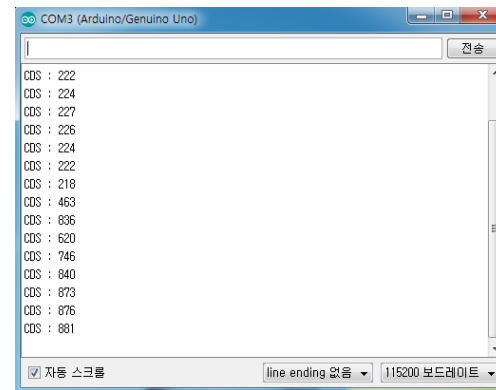 COM3 (Arduino/Genuino Uno)
전송
CDS : 222
CDS : 224
CDS : 227
CDS : 226
CDS : 224
CDS : 222
CDS : 218
CDS : 463
CDS : 836
CDS : 620
CDS : 746
CDS : 840
CDS : 873
CDS : 876
CDS : 881
자동 스크롤
line ending 없음
115200 보드레이트